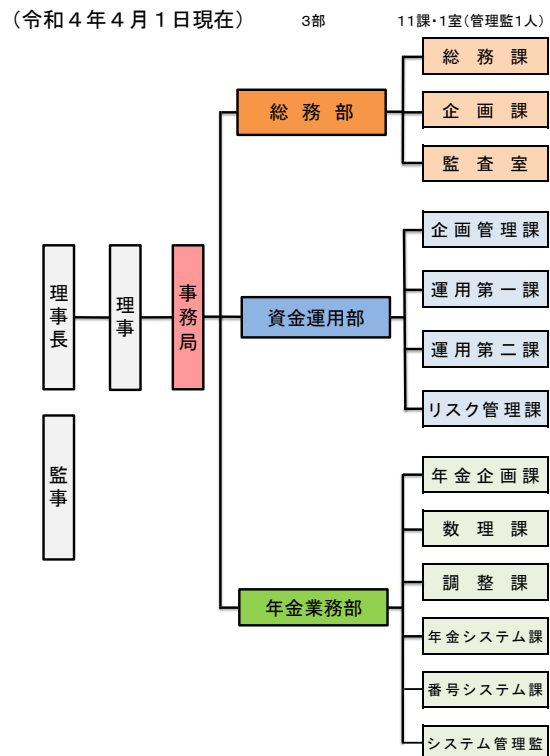 （令和４年４月１日現在）
3部
11課・1室(管理監1人)
総務部
総務課
企画課
監査室
理事長
理事
事務局
監事
資金運用部
企画管理課
運用第一課
運用第二課
リスク管理課
年金業務部
年金企画課
数理課
調整課
年金システム課
番号システム課
システム管理監